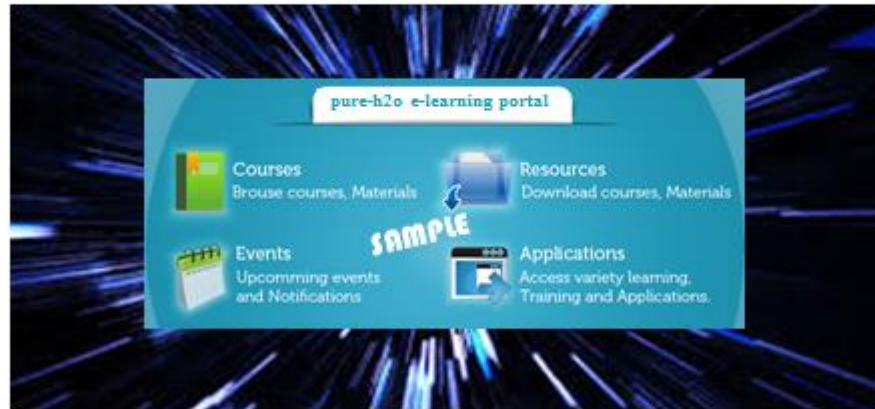 pure-h2o e-learning portal
Courses
Brouse courses, Materials
Resources
Download courses, Materials
SAMPLE
Events
Upcomming events
and Notifications
Applications
Access variety learning,
Training and Applications.